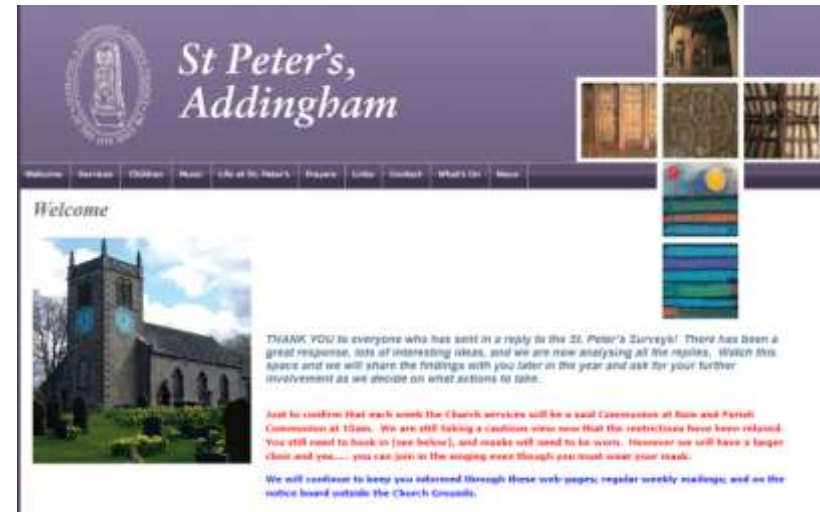 St Peter's,
Addingham
Welcome Services Children Music Life at St. Peter's Prayers Links Contact What's On News
Welcome
THANK YOU to everyone who has sent in a reply to the St. Peter's Surveys! There has been a
great response, lots of interesting ideas, and we are now analysing all the replies. Watch this
space and we will share the findings with you later in the year and ask for your further
involvement as we decide on what actions to take.
Just to confirm that each week the Church services will be a said Communion at 8am and Parish
Communion at 10am. We are still taking a cautious view now that the restrictions have been relaxed.
You still need to book in (see below), and masks will need to be worn. However we will have a larger
choir and yes.... you can join in the singing even though you must wear your mask.
We will continue to keep you informed through these web pages; regular weekly mailings; and on the
notice board outside the Church Grounds.